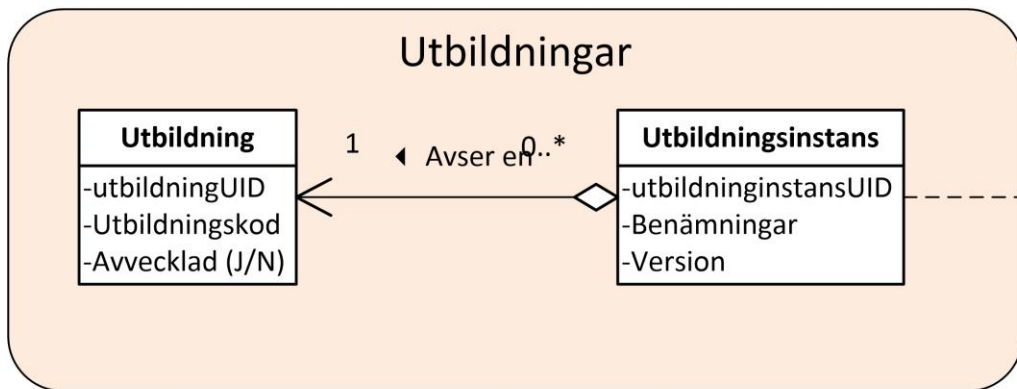 Utbildningar
Utbildning
-utbildningUID
-Utbildningskod
-Avvecklad (J/N)
1
◄ Avser en
0..*
Utbildningsinstans
-utbildninginstansUID
-Benämningar
-Version